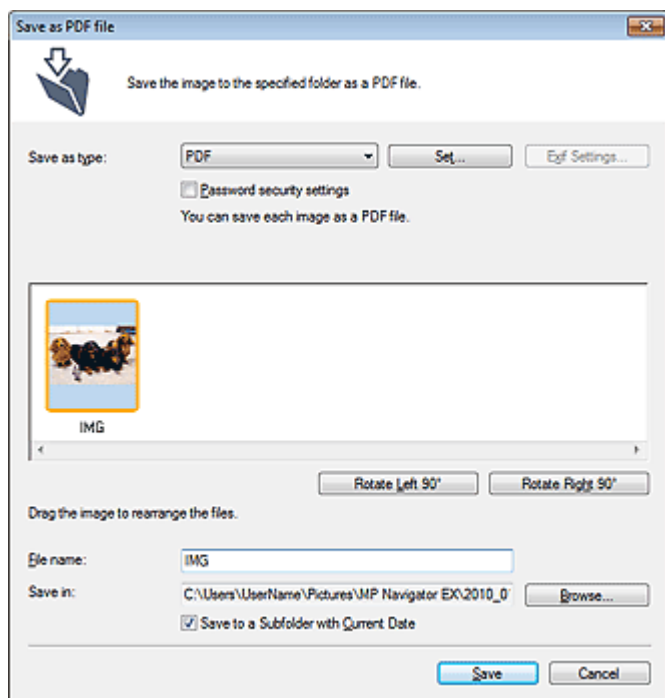 Save as PDF file
Save the image to the specified folder as a PDF file.
Save as type: PDF Set... Exif Settings...
Password security settings
You can save each image as a PDF file.
IMG
Rotate Left 90° Rotate Right 90°
Drag the image to rearrange the files.
File name: IMG
Save in: C:\Users\UserName\Pictures\MP Navigator EX\2010_0 Browse...
Save to a Subfolder with Current Date
Save Cancel